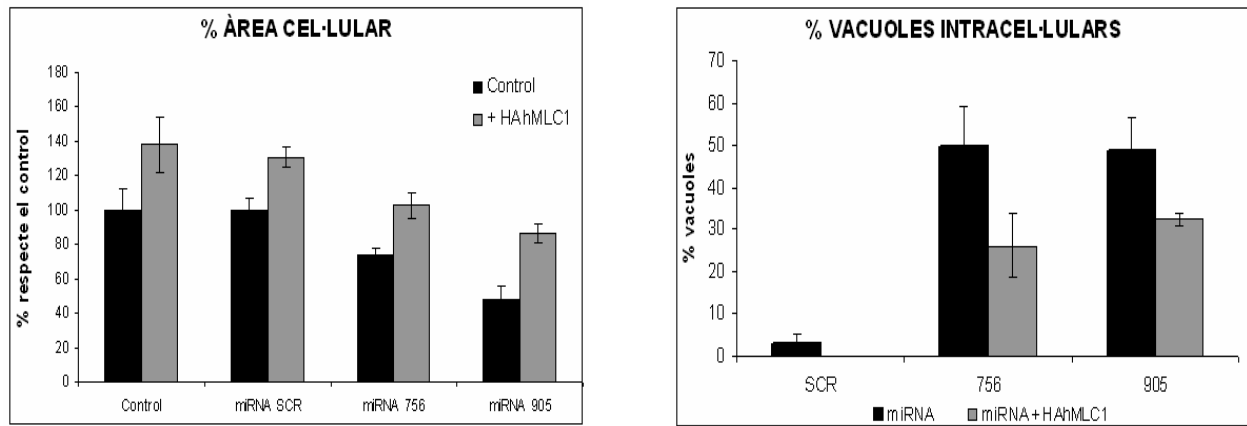 % ÀREA CEL·LULAR
% respecte el control
180
160
140
120
100
80
60
40
20
0
Control
+ HAhMLC1
Control
miRNA SCR
miRNA 756
miRNA 905
% VACUOLES INTRACEL·LULARS
% vacuoles
70
60
50
40
30
20
10
0
SCR
756
905
miRNA
miRNA + HAhMLC1